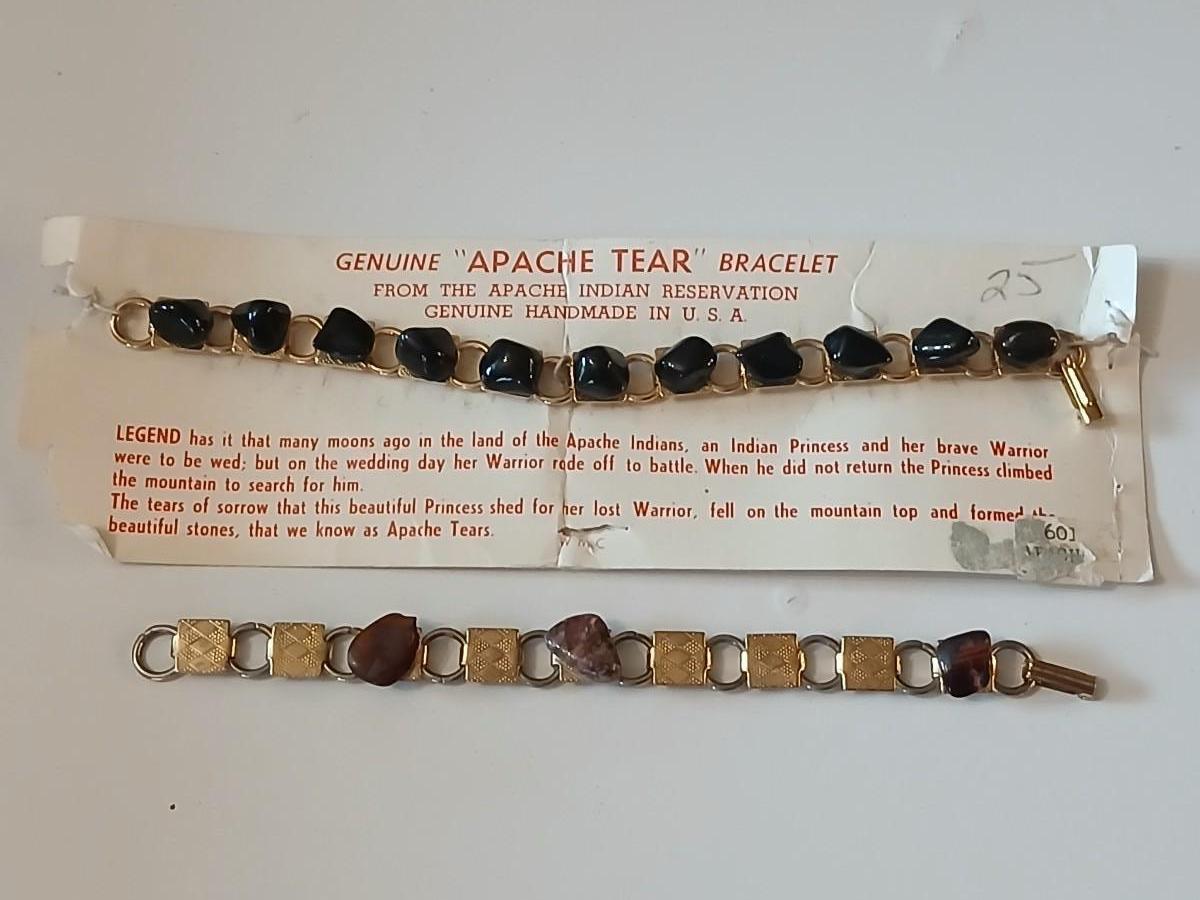 GENUINE "APACHE TEAR" BRACELET
FROM THE APACHE INDIAN RESERVATION
GENUINE HANDMADE IN U. S. A.
25
LEGEND has it that many moons ago in the land of the Apache Indians, an Indian Princess and her brave Warrior
were to be wed; but on the wedding day her Warrior rode off to battle. When he did not return the Princess climbed
the mountain to search for him.
The tears of sorrow that this beautiful Princess shed for her lost Warrior, fell on the mountain top and formed the
beautiful stones, that we know as Apache Tears.
601